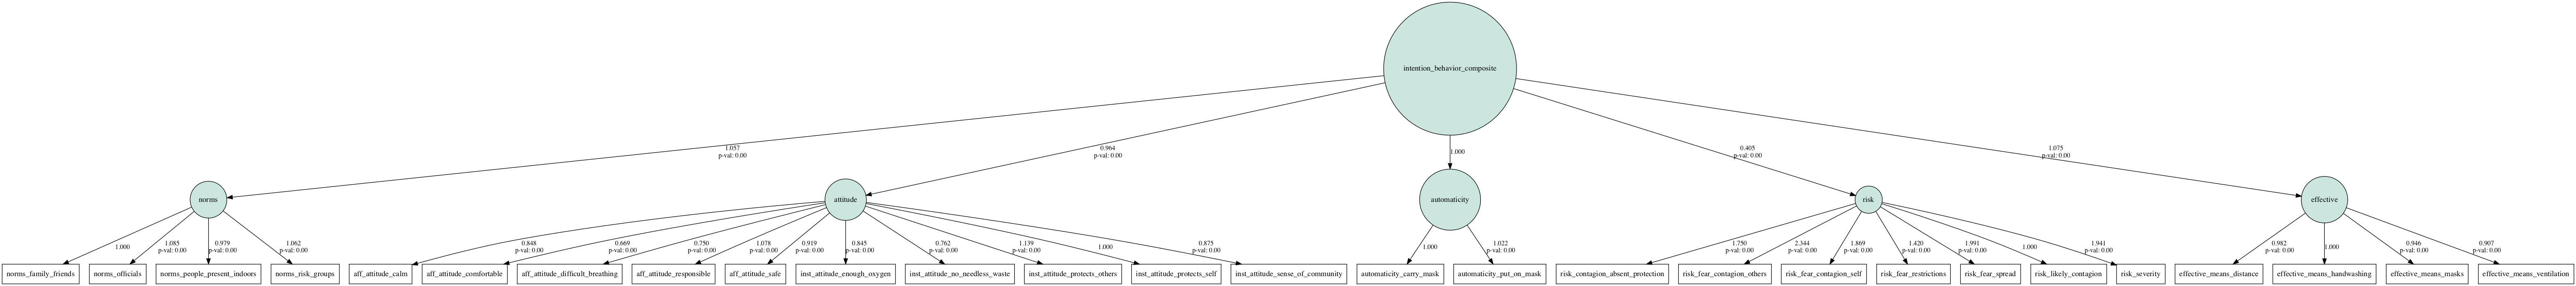 intention_behavior_composite
1.057
p-val: 0.00
0.964
p-val: 0.00
1.000
0.405
p-val: 0.00
1.075
p-val: 0.00
norms
attitude
automaticity
risk
effective
1.000
1.085
p-val: 0.00
0.979
p-val: 0.00
1.062
p-val: 0.00
0.848
p-val: 0.00
0.669
p-val: 0.00
0.750
p-val: 0.00
1.078
p-val: 0.00
0.919
p-val: 0.00
0.845
p-val: 0.00
0.762
p-val: 0.00
1.139
p-val: 0.00
1.000
0.875
p-val: 0.00
1.000
1.022
p-val: 0.00
1.750
p-val: 0.00
2.344
p-val: 0.00
1.869
p-val: 0.00
1.420
p-val: 0.00
1.991
p-val: 0.00
1.000
1.941
p-val: 0.00
0.982
p-val: 0.00
1.000
0.946
p-val: 0.00
0.907
p-val: 0.00
norms_family_friends
norms_officials
norms_people_present_indoors
norms_risk_groups
aff_attitude_calm
aff_attitude_comfortable
aff_attitude_difficult_breathing
aff_attitude_responsible
aff_attitude_safe
inst_attitude_enough_oxygen
inst_attitude_no_needless_waste
inst_attitude_protects_others
inst_attitude_protects_self
inst_attitude_sense_of_community
automaticity_carry_mask
automaticity_put_on_mask
risk_contagion_absent_protection
risk_fear_contagion_others
risk_fear_contagion_self
risk_fear_restrictions
risk_fear_spread
risk_likely_contagion
risk_severity
effective_means_distance
effective_means_handwashing
effective_means_masks
effective_means_ventilation